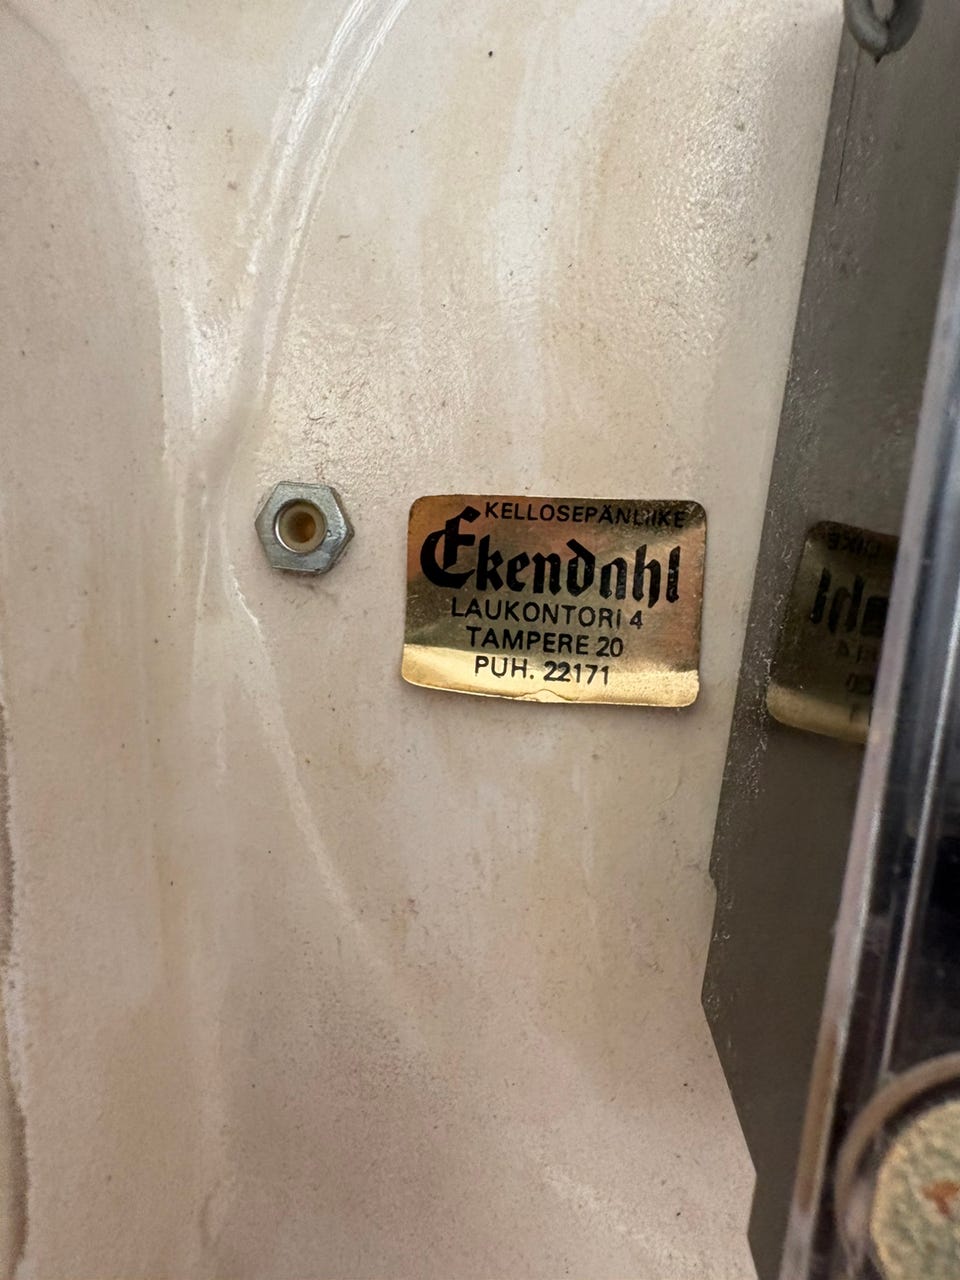 KELLOSEPÄNLIIKE
Ekendahl
LAUKONTORI 4
TAMPERE 20
PUH. 22171